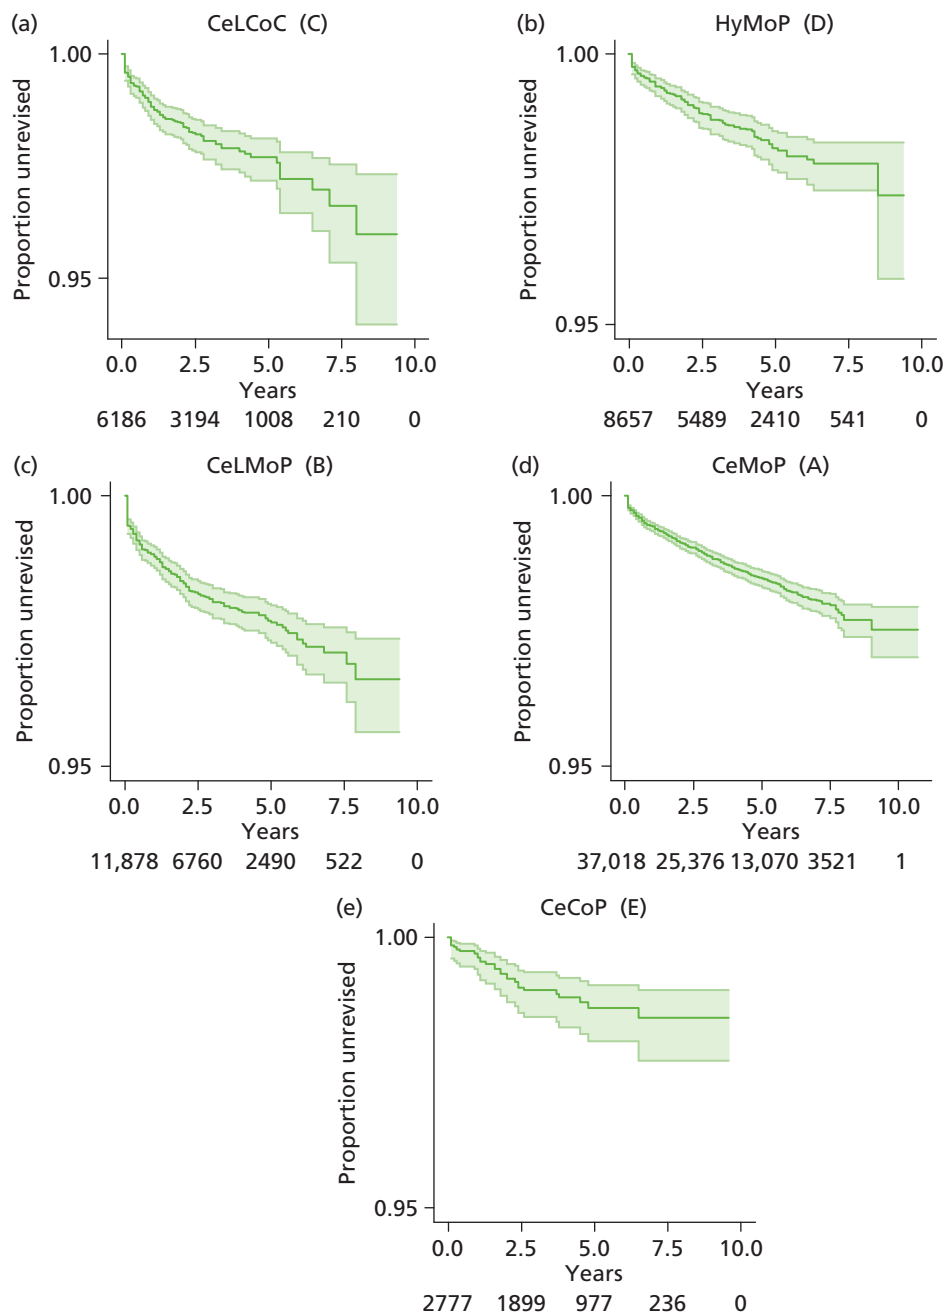 (a) CeLCoC (C)
1.00
0.95
Proportion unrevised
0.0 2.5 5.0 7.5 10.0
Years
6186 3194 1008 210 0
(b) HyMoP (D)
1.00
0.95
Proportion unrevised
0.0 2.5 5.0 7.5 10.0
Years
8657 5489 2410 541 0
(c) CeLMoP (B)
1.00
0.95
Proportion unrevised
0.0 2.5 5.0 7.5 10.0
Years
11,878 6760 2490 522 0
(d) CeMoP (A)
1.00
0.95
Proportion unrevised
0.0 2.5 5.0 7.5 10.0
Years
37,018 25,376 13,070 3521 1
(e) CeCoP (E)
1.00
0.95
Proportion unrevised
0.0 2.5 5.0 7.5 10.0
Years
2777 1899 977 236 0